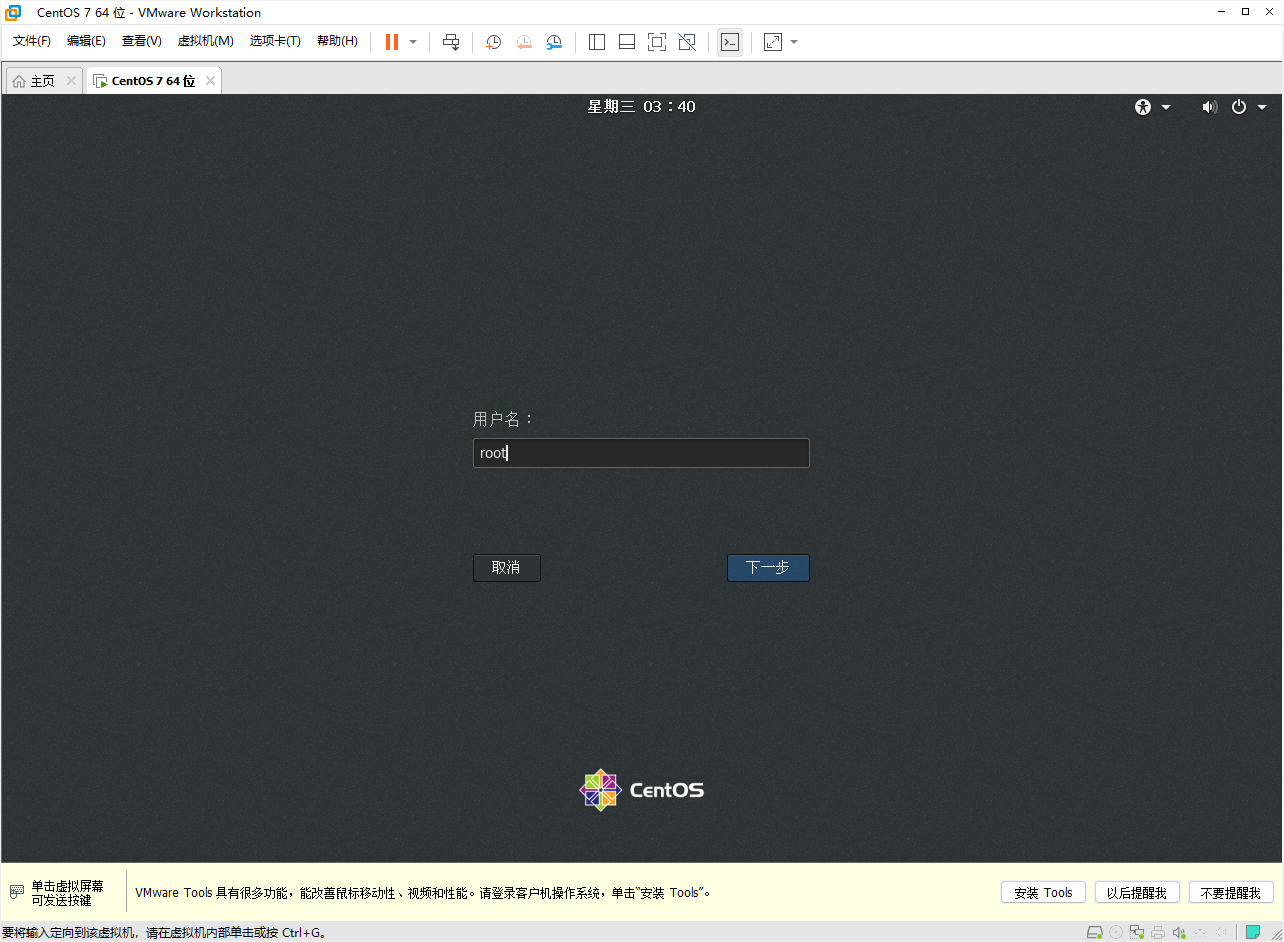 CentOS 7 64 位 - VMware Workstation
文件(F) 编辑(E) 查看(V) 虚拟机(M) 选项卡(T) 帮助(H)
主页 CentOS 7 64 位
星期三 03：40
用户名：
root
取消 下一步
CentOS
单击虚拟屏幕
可发送按键
VMware Tools 具有很多功能，能改善鼠标移动性、视频和性能。请登录客户机操作系统，单击“安装 Tools”。
安装 Tools 以后提醒我 不要提醒我
要将输入定向到该虚拟机，请在虚拟机内部单击或按 Ctrl+G。